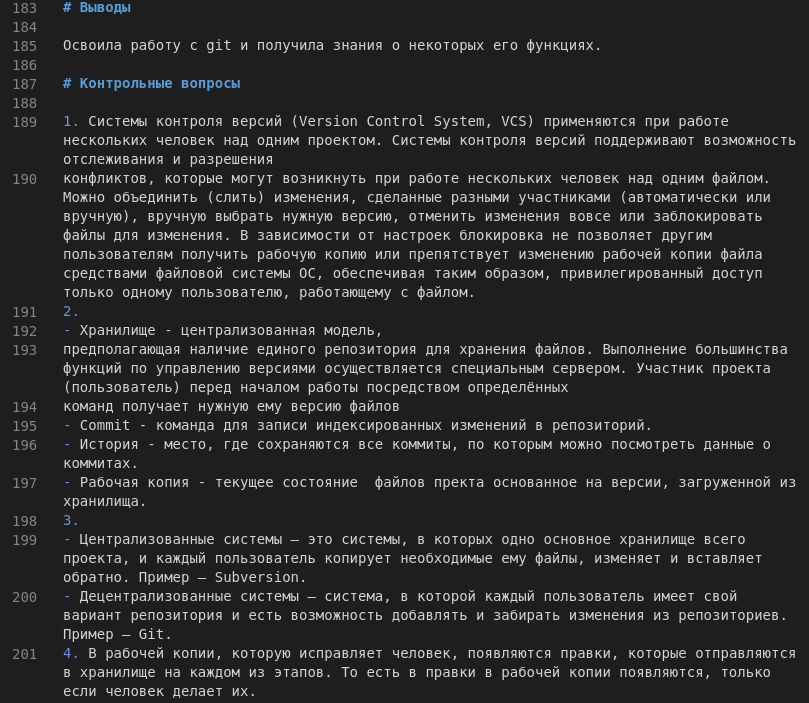 183 # Выводы
184
185 Освоила работу с git и получила знания о некоторых его функциях.
186
187 # Контрольные вопросы
188
189 1. Системы контроля версий (Version Control System, VCS) применяются при работе
нескольких человек над одним проектом. Системы контроля версий поддерживают возможность
отслеживания и разрешения
190 конфликтов, которые могут возникнуть при работе нескольких человек над одним файлом.
Можно объединить (слить) изменения, сделанные разными участниками (автоматически или
вручную), вручную выбрать нужную версию, отменить изменения вовсе или заблокировать
файлы для изменения. В зависимости от настроек блокировка не позволяет другим
пользователям получить рабочую копию или препятствует изменению рабочей копии файла
средствами файловой системы ОС, обеспечивая таким образом, привилегированный доступ
только одному пользователю, работающему с файлом.
191 2.
192 - Хранилище - централизованная модель,
193 предполагающая наличие единого репозитория для хранения файлов. Выполнение большинства
функций по управлению версиями осуществляется специальным сервером. Участник проекта
(пользователь) перед началом работы посредством определённых
194 команд получает нужную ему версию файлов
195 - Commit - команда для записи индексированных изменений в репозиторий.
196 - История - место, где сохраняются все коммиты, по которым можно посмотреть данные о
коммитах.
197 - Рабочая копия - текущее состояние  файлов пректа основанное на версии, загруженной из
хранилища.
198 3.
199 - Централизованные системы — это системы, в которых одно основное хранилище всего
проекта, и каждый пользователь копирует необходимые ему файлы, изменяет и вставляет
обратно. Пример — Subversion.
200 - Децентрализованные системы — система, в которой каждый пользователь имеет свой
вариант репозитория и есть возможность добавлять и забирать изменения из репозиториев.
Пример — Git.
201 4. В рабочей копии, которую исправляет человек, появляются правки, которые отправляются
в хранилище на каждом из этапов. То есть в правки в рабочей копии появляются, только
если человек делает их.